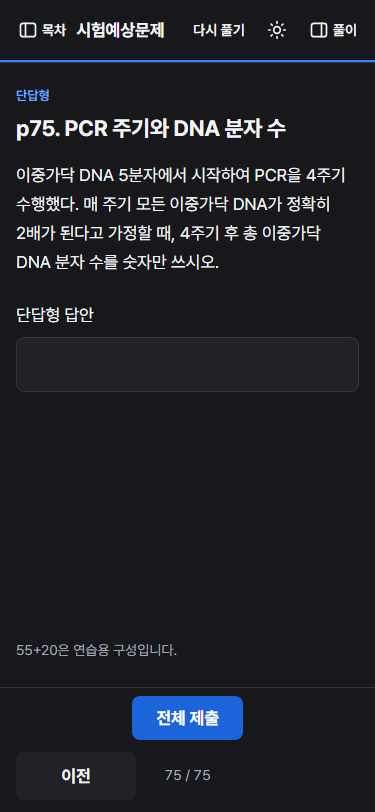 목차 시험예상문제 다시 풀기 풀이
단답형
p75. PCR 주기와 DNA 분자 수
이중가닥 DNA 5분자에서 시작하여 PCR을 4주기
수행했다. 매 주기 모든 이중가닥 DNA가 정확히
2배가 된다고 가정할 때, 4주기 후 총 이중가닥
DNA 분자 수를 숫자만 쓰시오.
단답형 답안
55+20은 연습용 구성입니다.
전체 제출
이전 75 / 75